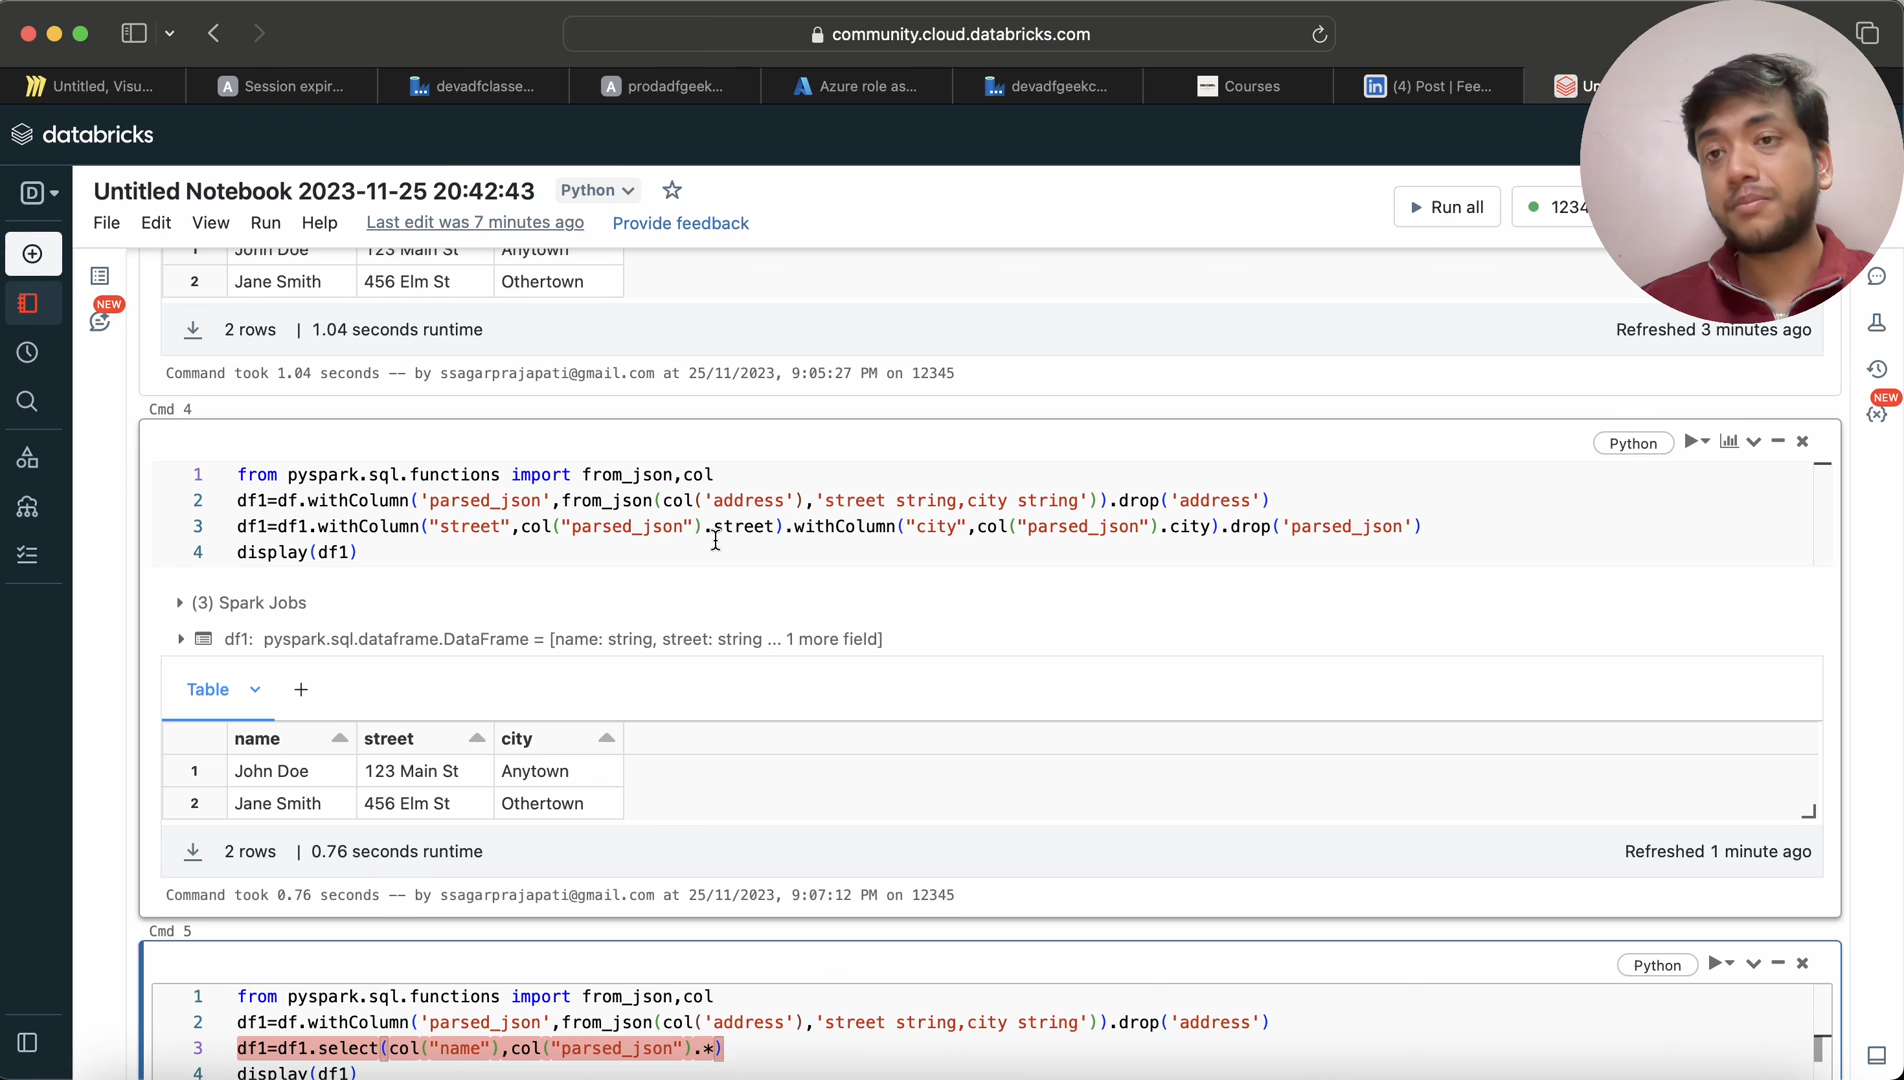 community.cloud.databricks.com
Untitled, Visu...
Session expir...
devadfclasse...
prodadfgeek...
Azure role as...
devadfgeekc...
Courses
(4) Post | Fee...
databricks
D
Untitled Notebook 2023-11-25 20:42:43
Python
File Edit View Run Help Last edit was 7 minutes ago Provide feedback
Run all
NEW
NEW
1 John Doe 123 Main St Anytown
2 Jane Smith 456 Elm St Othertown
2 rows | 1.04 seconds runtime
Refreshed 3 minutes ago
Command took 1.04 seconds -- by ssagarprajapati@gmail.com at 25/11/2023, 9:05:27 PM on 12345
Cmd 4
Python
1 from pyspark.sql.functions import from_json,col
2 df1=df.withColumn('parsed_json',from_json(col('address'),'street string,city string')).drop('address')
3 df1=df1.withColumn("street",col("parsed_json").street).withColumn("city",col("parsed_json").city).drop('parsed_json')
4 display(df1)
(3) Spark Jobs
df1: pyspark.sql.dataframe.DataFrame = [name: string, street: string ... 1 more field]
Table +
name street city
1 John Doe 123 Main St Anytown
2 Jane Smith 456 Elm St Othertown
2 rows | 0.76 seconds runtime
Refreshed 1 minute ago
Command took 0.76 seconds -- by ssagarprajapati@gmail.com at 25/11/2023, 9:07:12 PM on 12345
Cmd 5
Python
1 from pyspark.sql.functions import from_json,col
2 df1=df.withColumn('parsed_json',from_json(col('address'),'street string,city string')).drop('address')
3 df1=df1.select(col("name"),col("parsed_json").*)
4 display(df1)